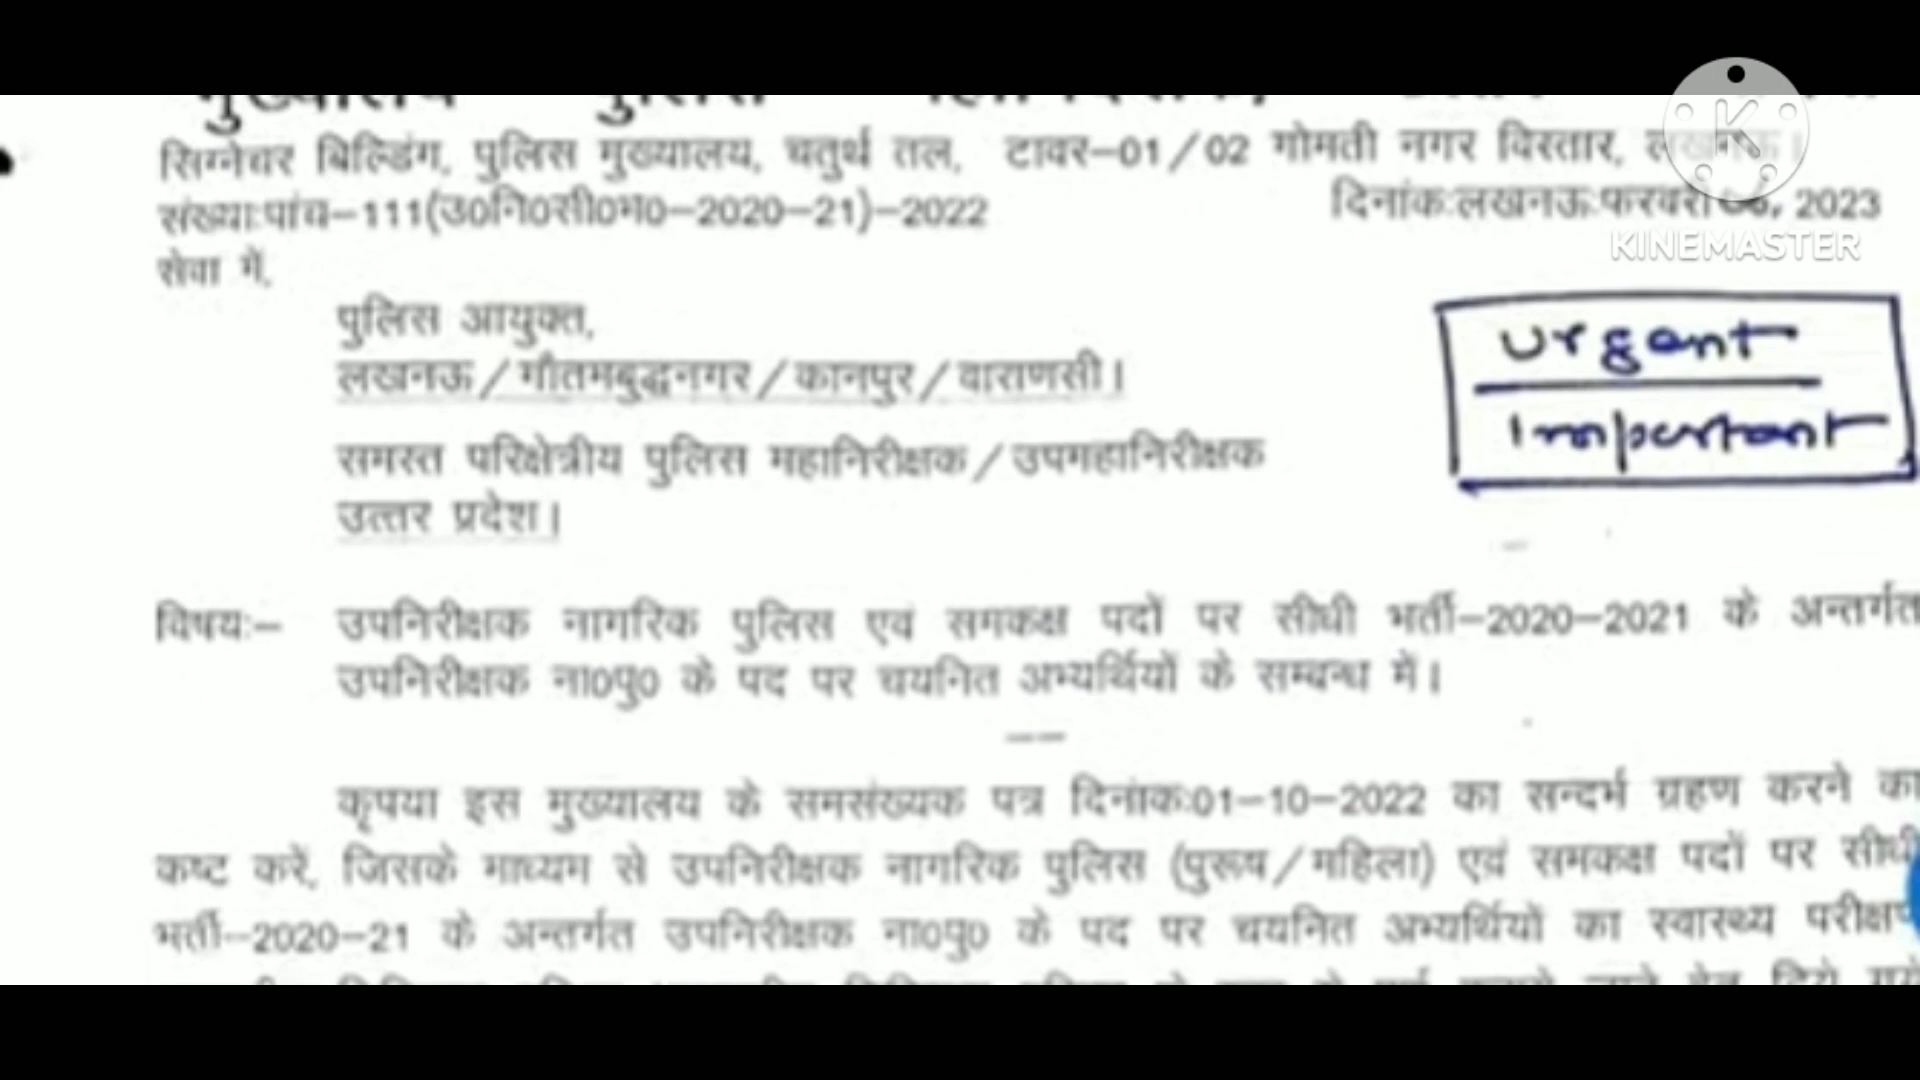 मुख्यालय पुलिस
सिग्नेचर बिल्डिंग, पुलिस मुख्यालय, चतुर्थ तल, टावर-01/02 गोमती नगर विस्तार, लखनऊ।
संख्याःपांच-111(उ0नि0सी0भ0-2020-21)-2022
दिनांकःलखनऊःफरवरी 2023
KINEMASTER
सेवा में,
पुलिस आयुक्त,
लखनऊ/गौतमबुद्धनगर/कानपुर/वाराणसी।
urgent
Important
समस्त परिक्षेत्रीय पुलिस महानिरीक्षक/उपमहानिरीक्षक
उत्तर प्रदेश।
विषयः- उपनिरीक्षक नागरिक पुलिस एवं समकक्ष पदों पर सीधी भर्ती-2020-2021 के अन्तर्गत
उपनिरीक्षक ना0पु0 के पद पर चयनित अभ्यर्थियों के सम्बन्ध में।
कृपया इस मुख्यालय के समसंख्यक पत्र दिनांकः01-10-2022 का सन्दर्भ ग्रहण करने का
कष्ट करें, जिसके माध्यम से उपनिरीक्षक नागरिक पुलिस (पुरूष/महिला) एवं समकक्ष पदों पर सीधी
भर्ती-2020-21 के अन्तर्गत उपनिरीक्षक ना0पु0 के पद पर चयनित अभ्यर्थियों का स्वास्थ्य परीक्षण